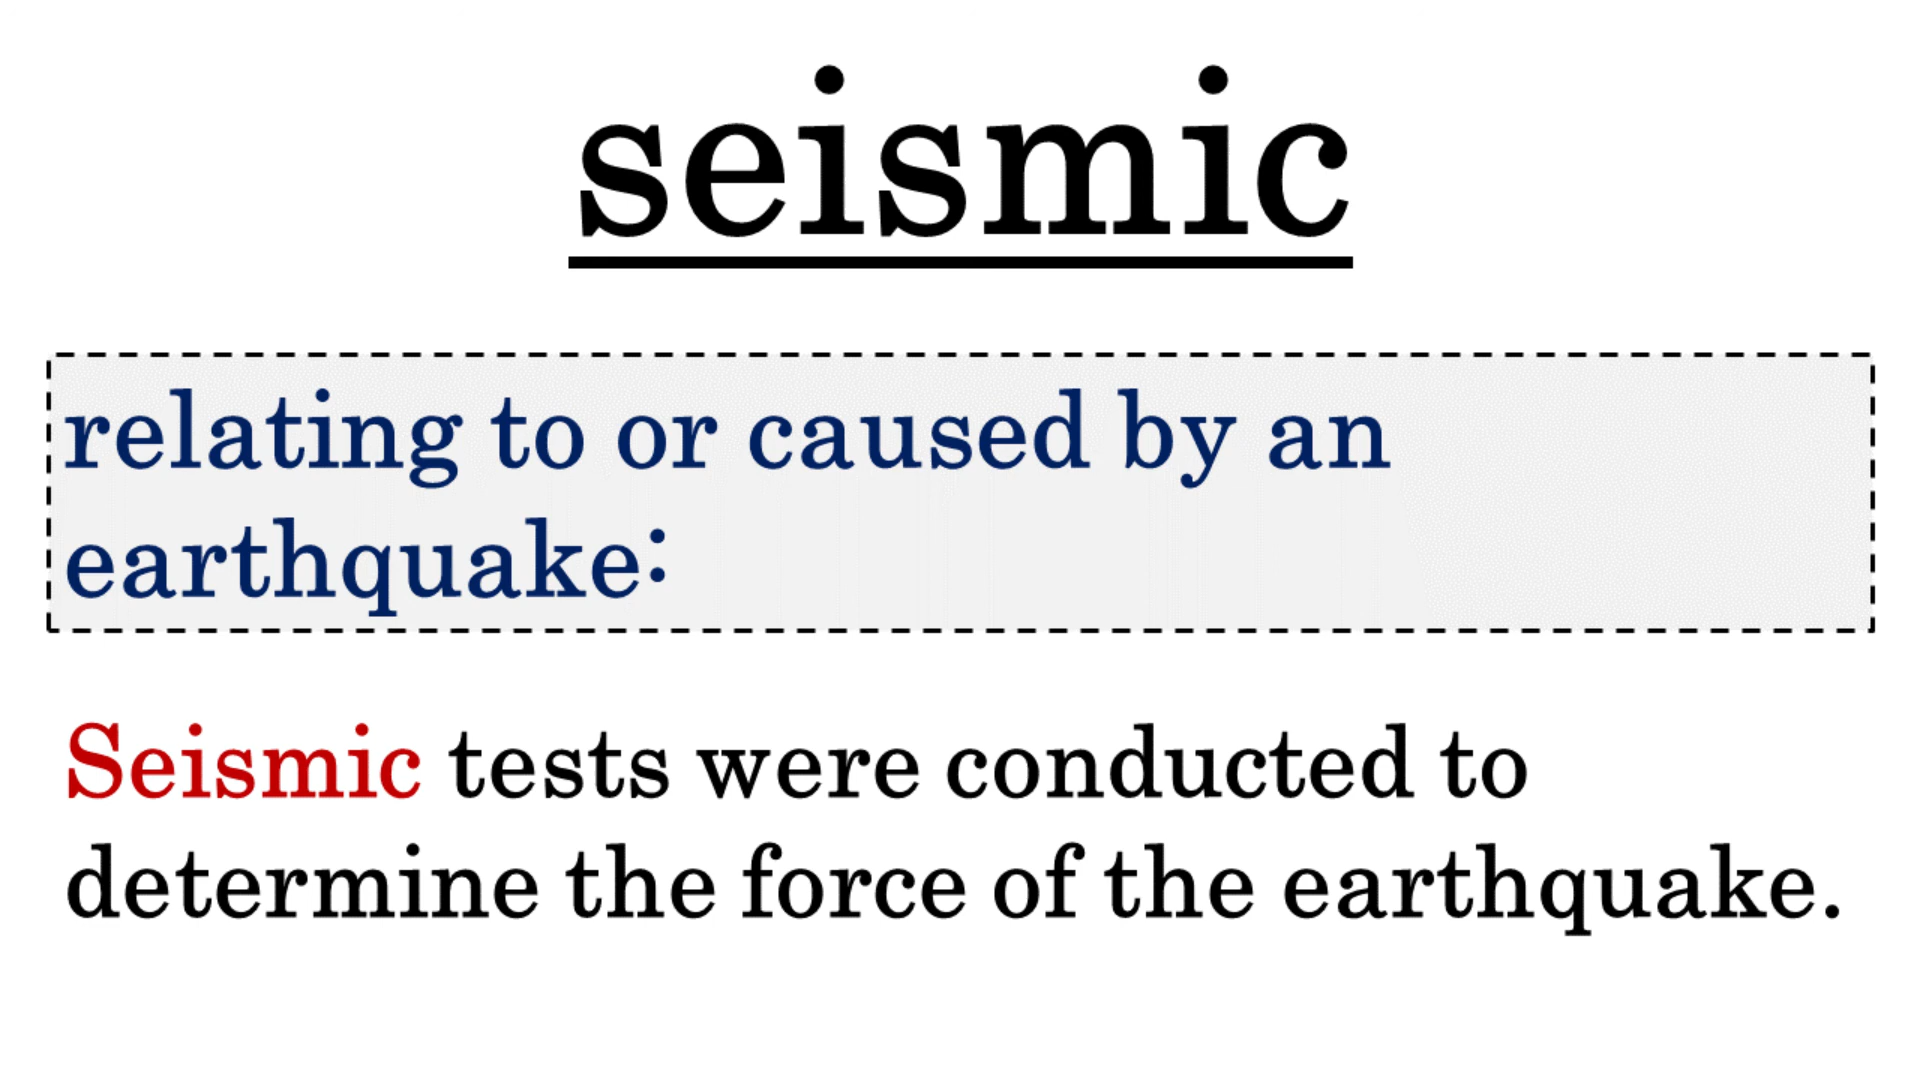 seismic
relating to or caused by an
earthquake:
Seismic tests were conducted to
determine the force of the earthquake.